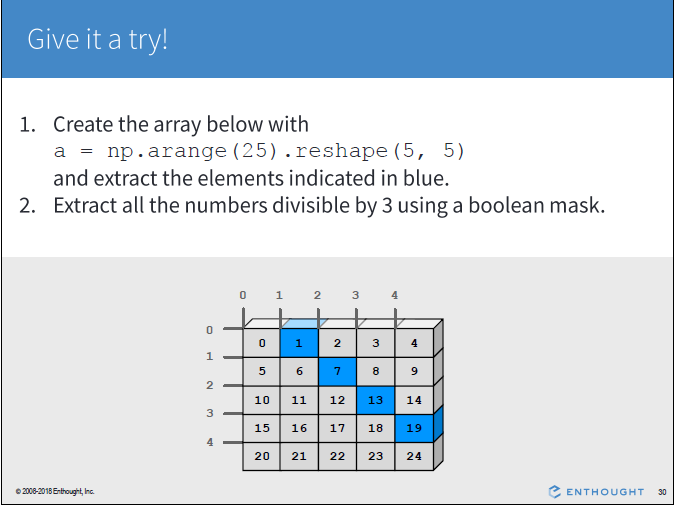 Give it a try!
1. Create the array below with
a = np.arange(25).reshape(5, 5)
and extract the elements indicated in blue.
2. Extract all the numbers divisible by 3 using a boolean mask.
0 1 2 3 4
0
0 1 2 3 4
1
5 6 7 8 9
2
10 11 12 13 14
3
15 16 17 18 19
4
20 21 22 23 24
© 2008-2018 Enthought, Inc.
ENTHOUGHT 30